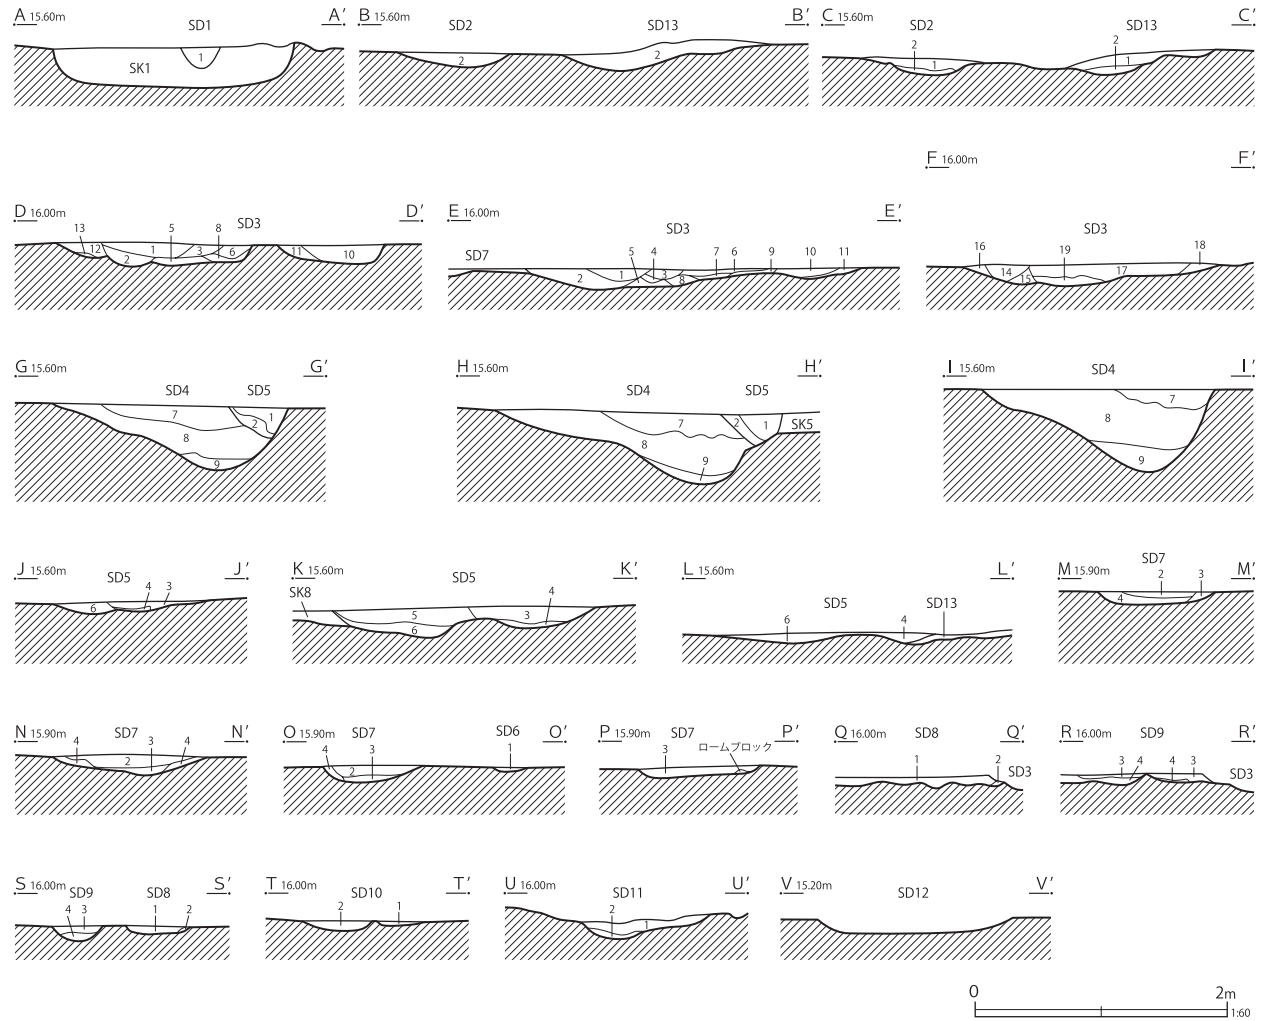 A 15.60m A′
SD1
SK1
1
B 15.60m B′
SD2 SD13
2 2
C 15.60m C′
SD2 SD13
2 2
1 1
F 16.00m F′
SD3
16 19 18
14 15 17
D 16.00m D′
SD3
13 5 8
12 1 3 6 11
2 10
E 16.00m E′
SD3
SD7
5 4 7 6 9 10 11
2 1 3 8
G 15.60m G′
SD4 SD5
7 2 1
8
9
H 15.60m H′
SD4 SD5
7 2 1 SK5
8
9
I 15.60m I′
SD4
7
8
9
J 15.60m J′
SD5
4 3
6
K 15.60m K′
SK8 SD5
4
5 3
6
L 15.60m L′
SD5 SD13
6 4
M 15.90m M′
SD7
2 3
4
N 15.90m N′
SD7
4 3 4
2
O 15.90m O′
SD7 SD6
4 3 1
2
P 15.90m P′
SD7
3 ロームブロック
Q 16.00m Q′
SD8
1 2 SD3
R 16.00m R′
SD9
3 4 4 3 SD3
S 16.00m S′
SD9 SD8
4 3 1 2
T 16.00m T′
SD10
2 1
U 16.00m U′
SD11
2 1
V 15.20m V′
SD12
0 2m
1:60